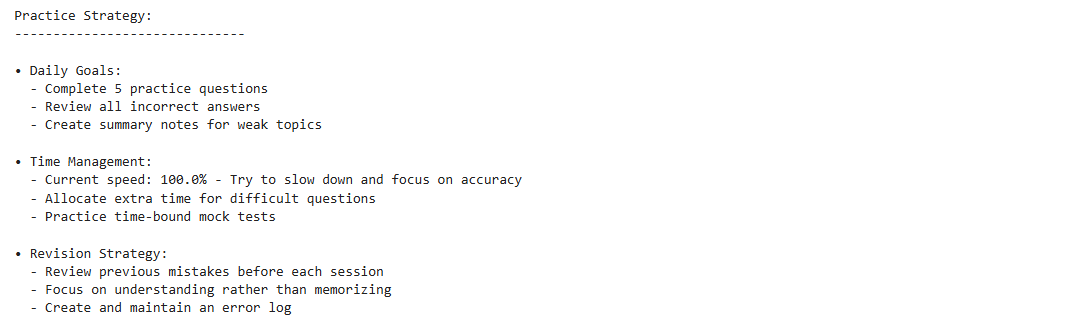 Practice Strategy:
------------------------------
• Daily Goals:
- Complete 5 practice questions
- Review all incorrect answers
- Create summary notes for weak topics
• Time Management:
- Current speed: 100.0% - Try to slow down and focus on accuracy
- Allocate extra time for difficult questions
- Practice time-bound mock tests
• Revision Strategy:
- Review previous mistakes before each session
- Focus on understanding rather than memorizing
- Create and maintain an error log